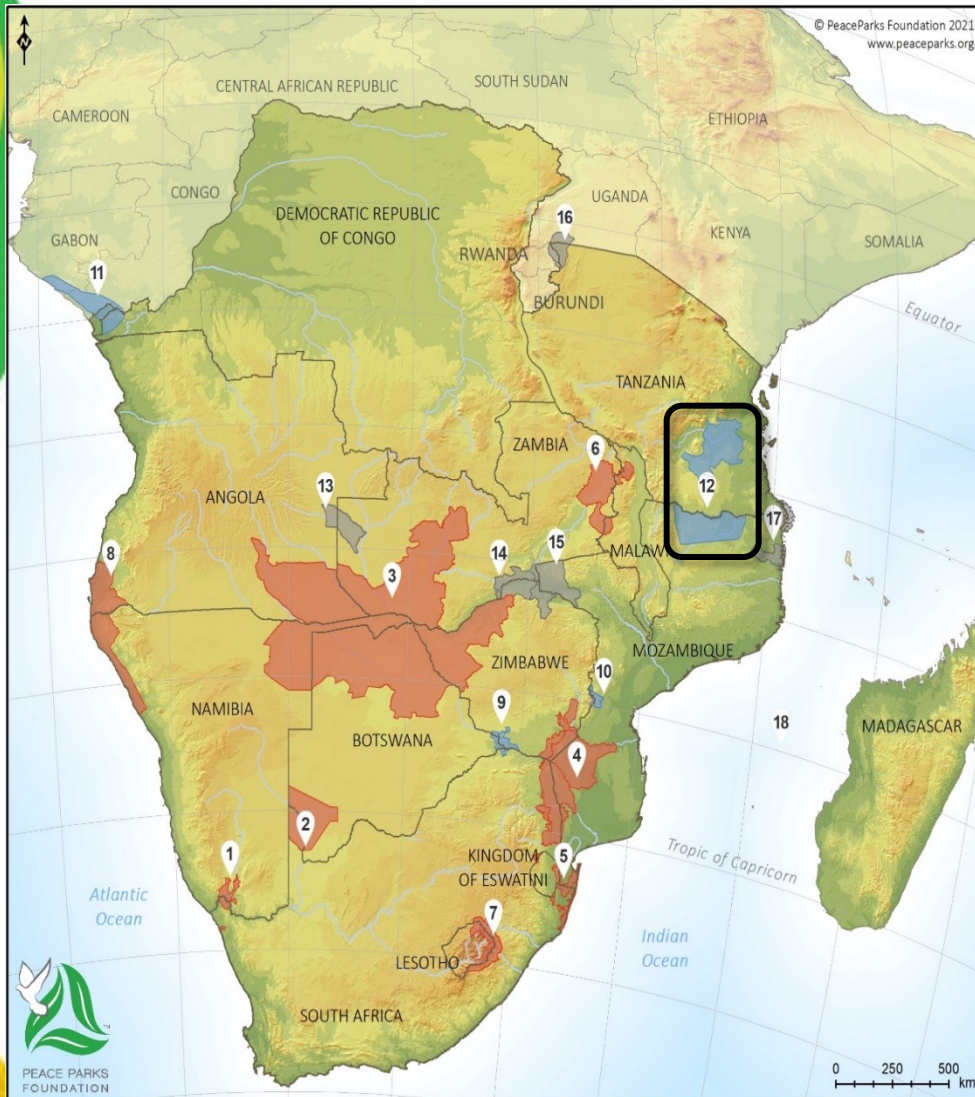 © PeaceParks Foundation 2021
www.peaceparks.org
N
SOUTH SUDAN
CENTRAL AFRICAN REPUBLIC
CAMEROON
ETHIOPIA
CONGO
UGANDA
DEMOCRATIC REPUBLIC
OF CONGO
16
KENYA
SOMALIA
GABON
RWANDA
11
BURUNDI
Equator
TANZANIA
ZAMBIA
6
12
13
ANGOLA
17
8
14
15
MALAW
3
MOZAMBIQUE
ZIMBABWE
10
9
NAMIBIA
18
MADAGASCAR
BOTSWANA
4
2
1
KINGDOM
OF ESWATINI
5
Tropic of Capricorn
Atlantic
Ocean
7
Indian
Ocean
LESOTHO
SOUTH AFRICA
PEACE PARKS
FOUNDATION
0 250 500
km